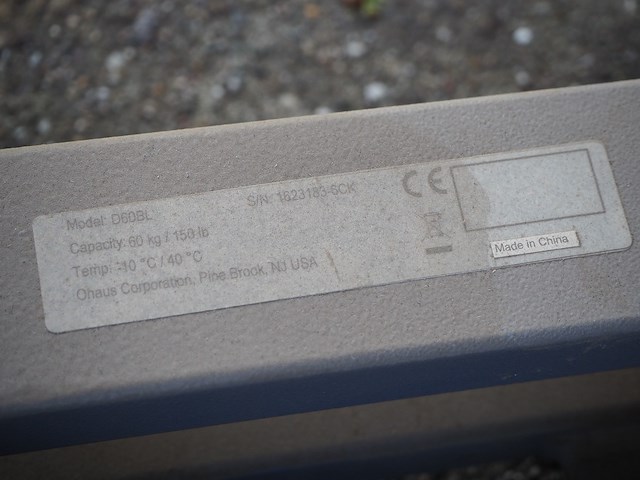 Model: D60BL
S/N: 1823183-6CK
Capacity: 60 kg / 150 lb
Temp: -10 °C / 40 °C
Ohaus Corporation, Pine Brook, NJ USA
CE
Made in China